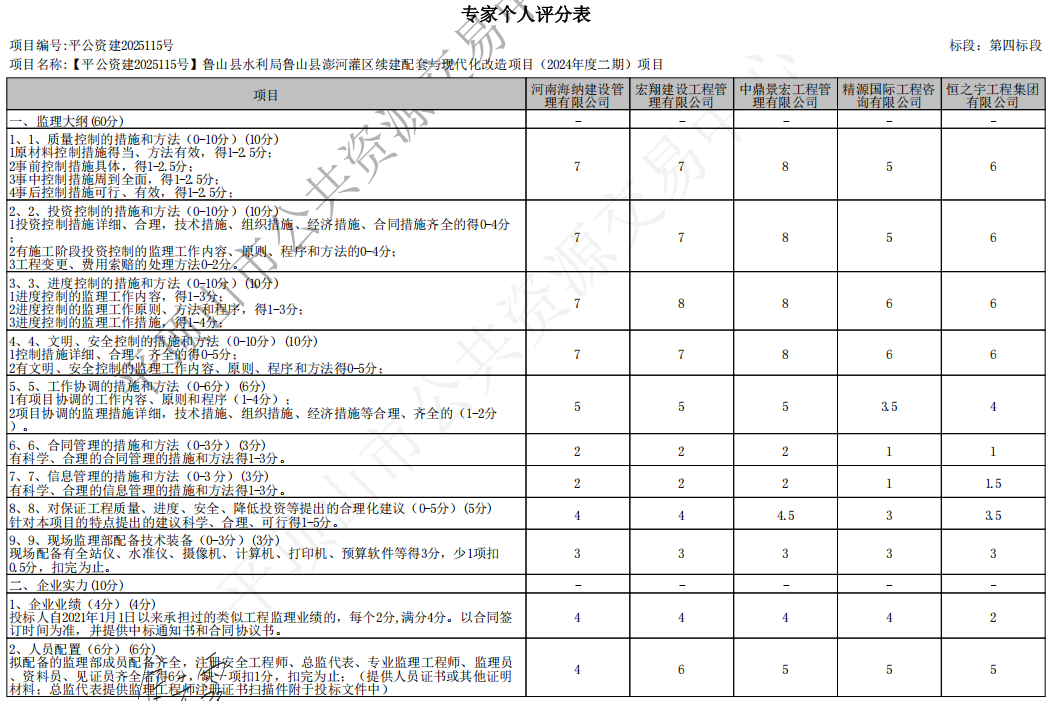 专家个人评分表
项目编号:平公资建2025115号
标段：第四标段
项目名称:【平公资建2025115号】鲁山县水利局鲁山县澎河灌区续建配套与现代化改造项目（2024年度二期）项目
项目
河南海纳建设管理有限公司
宏翔建设工程管理有限公司
中鼎景宏工程管理有限公司
精源国际工程咨询有限公司
恒之宇工程集团有限公司
一、监理大纲(60分)
- - - - -
1、1、质量控制的措施和方法（0-10分）(10分)
1原材料控制措施得当、方法有效，得1-2.5分；
2事前控制措施具体，得1-2.5分；
3事中控制措施周到全面，得1-2.5分；
4事后控制措施可行、有效，得1-2.5分；
7 7 8 5 6
2、2、投资控制的措施和方法（0-10分）(10分)
1投资控制措施详细、合理，技术措施、组织措施、经济措施、合同措施齐全的得0-4分
；
2有施工阶段投资控制的监理工作内容、原则、程序和方法的0-4分；
3工程变更、费用索赔的处理方法0-2分。
7 7 8 5 6
3、3、进度控制的措施和方法（0-10分）(10分)
1进度控制的监理工作内容，得1-3分；
2进度控制的监理工作原则、方法和程序，得1-3分；
3进度控制的监理工作措施，得1-4分；
7 8 8 6 6
4、4、文明、安全控制的措施和方法（0-10分）(10分)
1控制措施详细、合理、齐全的得0-5分；
2有文明、安全控制的监理工作内容、原则、程序和方法得0-5分；
7 7 8 6 6
5、5、工作协调的措施和方法（0-6分）(6分)
1有项目协调的工作内容、原则和程序（1-4分）；
2项目协调的监理措施详细，技术措施、组织措施、经济措施等合理、齐全的（1-2分
）。
5 5 5 3.5 4
6、6、合同管理的措施和方法（0-3分）(3分)
有科学、合理的合同管理的措施和方法得1-3分。
2 2 2 1 1
7、7、信息管理的措施和方法（0-3 分）(3分)
有科学、合理的信息管理的措施和方法得1-3分。
2 2 2 1 1.5
8、8、对保证工程质量、进度、安全、降低投资等提出的合理化建议（0-5分）(5分)
针对本项目的特点提出的建议科学、合理、可行得1-5分。
4 4 4.5 3 3.5
9、9、现场监理部配备技术装备（0-3分）(3分)
现场配备有全站仪、水准仪、摄像机、计算机、打印机、预算软件等得3分，少1项扣
0.5分，扣完为止。
3 3 3 3 3
二、企业实力(10分)
- - - - -
1、企业业绩（4分）(4分)
投标人自2021年1月1日以来承担过的类似工程监理业绩的，每个2分,满分4分。以合同签
订时间为准，并提供中标通知书和合同协议书。
4 4 4 4 2
2、人员配置（6分）(6分)
拟配备的监理部成员配备齐全，注册安全工程师、总监代表、专业监理工程师、监理员
、资料员、见证员齐全者得6分，缺一项扣1分，扣完为止；（提供人员证书或其他证明
材料；总监代表提供监理工程师注册证书扫描件附于投标文件中）
4 6 5 5 5
平顶山市公共资源交易中心
平顶山市公共资源交易中心